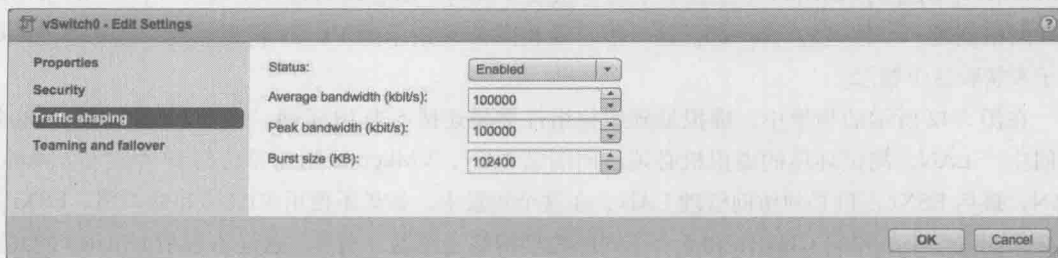 vSwitch0 - Edit Settings
Properties
Security
Traffic shaping
Teaming and failover
Status: Enabled
Average bandwidth (kbit/s): 100000
Peak bandwidth (kbit/s): 100000
Burst size (KB): 102400
OK Cancel